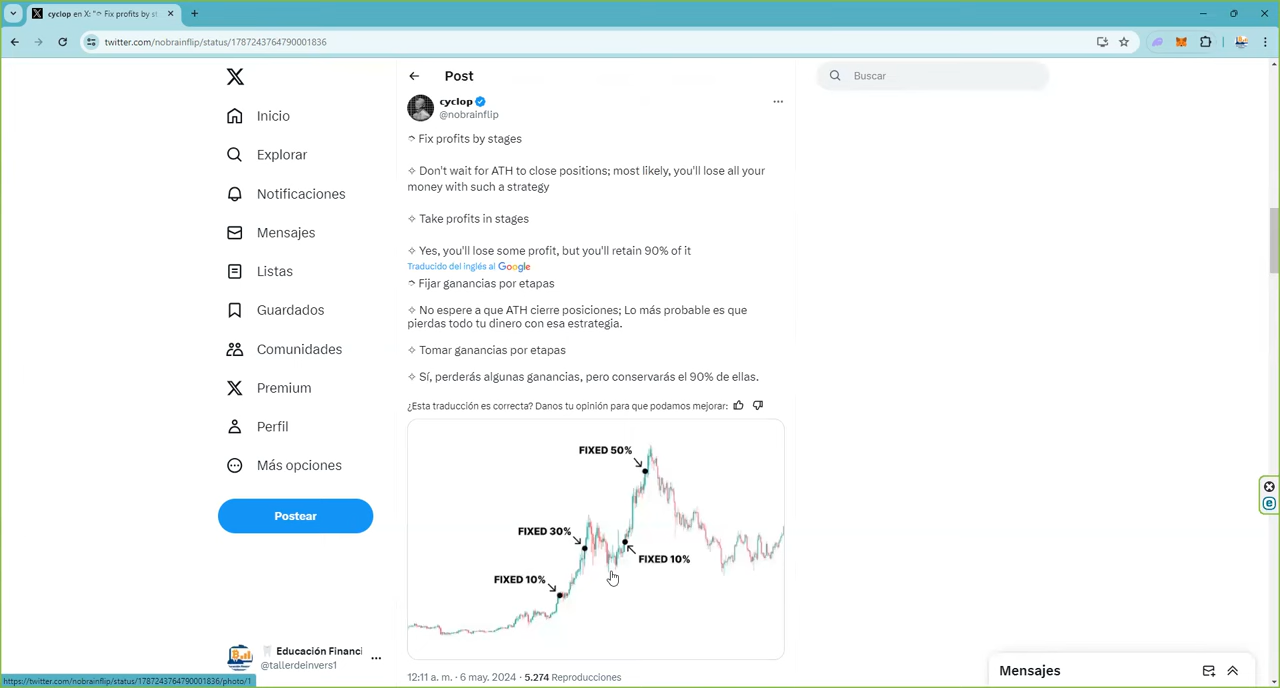 cyclop en X: "⤼ Fix profits by st
twitter.com/nobrainflip/status/1787243764790001836
Post
Buscar
cyclop
@nobrainflip
Inicio
Explorar
Notificaciones
Mensajes
Listas
Guardados
Comunidades
Premium
Perfil
Más opciones
Postear
Fix profits by stages
✧ Don't wait for ATH to close positions; most likely, you'll lose all your
money with such a strategy
✧ Take profits in stages
✧ Yes, you'll lose some profit, but you'll retain 90% of it
Traducido del inglés al Google
Fijar ganancias por etapas
✧ No espere a que ATH cierre posiciones; Lo más probable es que
pierdas todo tu dinero con esa estrategia.
✧ Tomar ganancias por etapas
✧ Sí, perderás algunas ganancias, pero conservarás el 90% de ellas.
¿Esta traducción es correcta? Danos tu opinión para que podamos mejorar:
FIXED 50%
FIXED 30%
FIXED 10%
FIXED 10%
12:11 a. m. · 6 may. 2024 · 5.274 Reproducciones
Educación Financi
@tallerdeinvers1
Mensajes
https://twitter.com/nobrainflip/status/1787243764790001836/photo/1